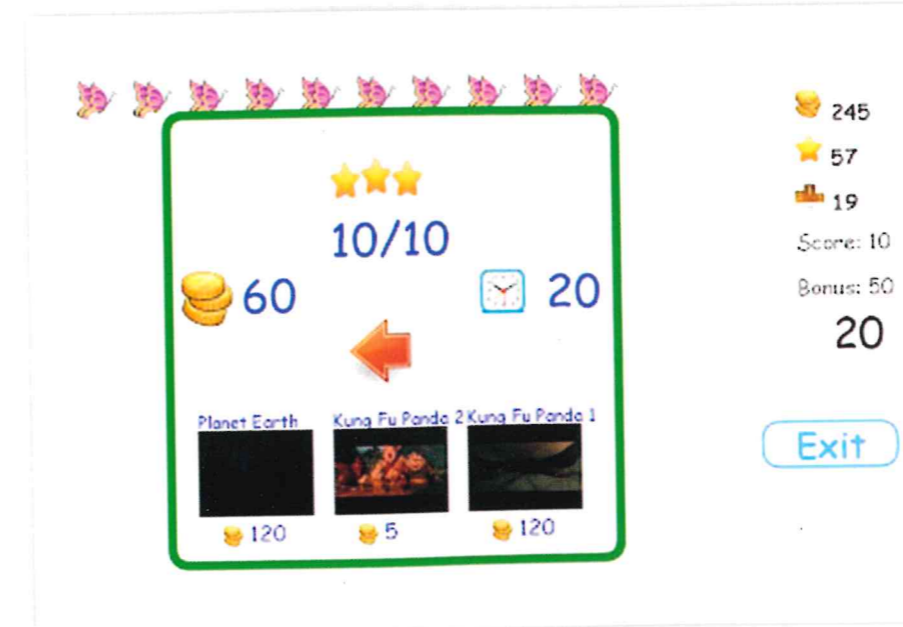 245
57
19
Score: 10
Bonus: 50
20
Exit
10/10
60
20
Planet Earth
Kung Fu Panda 2
Kung Fu Panda 1
120
5
120